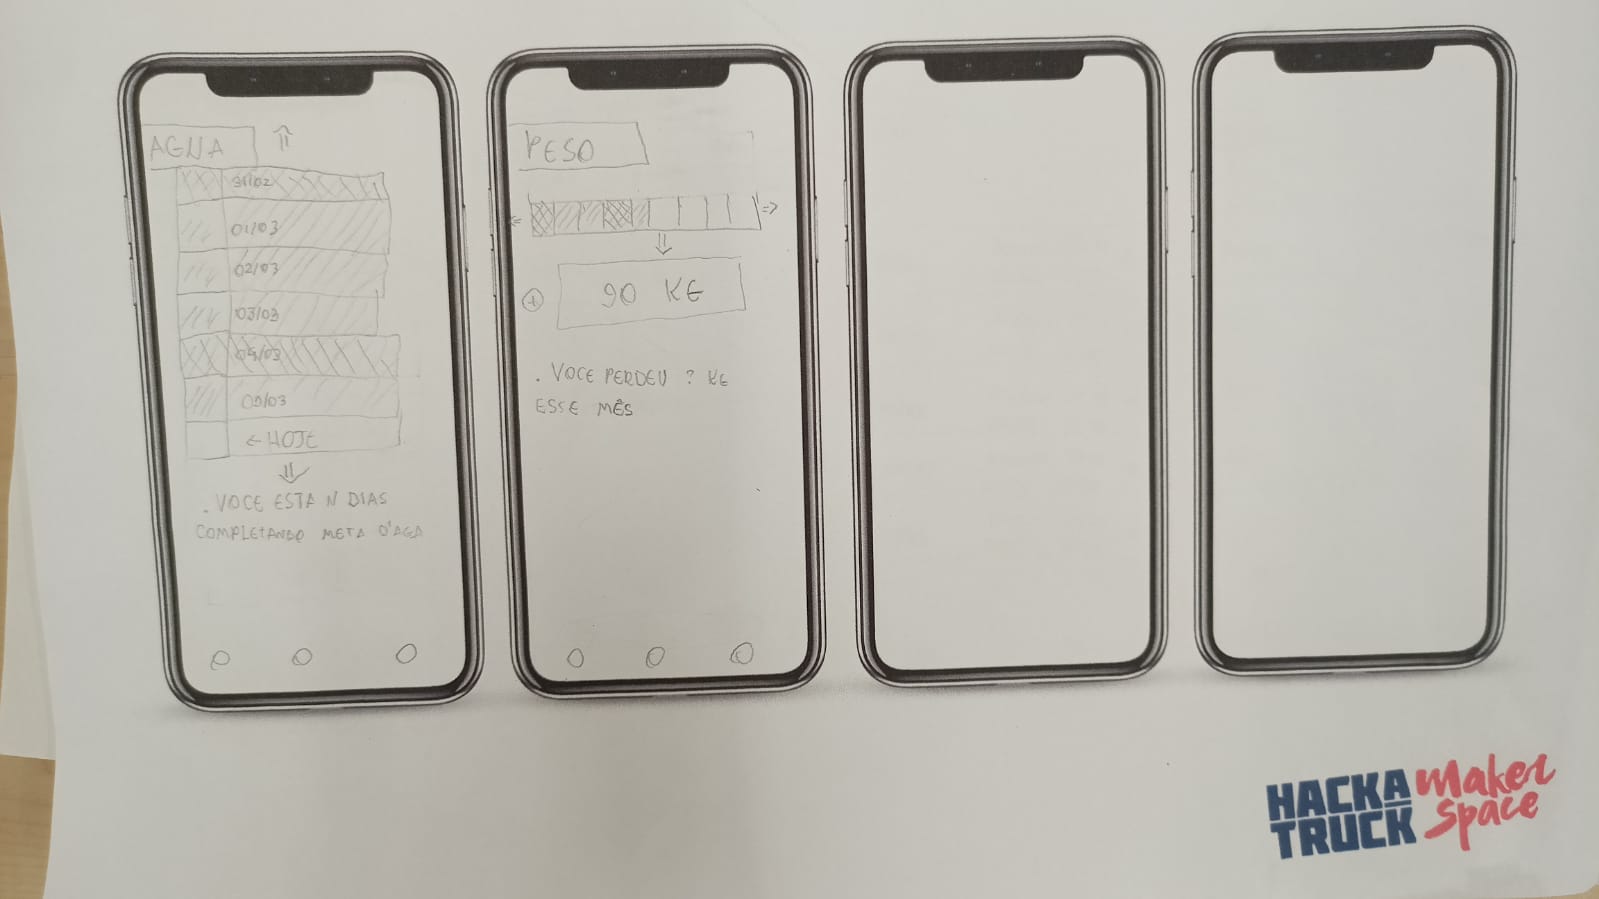 AGUA
31/02
01/03
02/03
03/03
04/03
05/03
← HOJE
. VOCE ESTA N DIAS
COMPLETANDO META D'AGA
PESO
90 KG
. VOCE PERDEU ? KG
ESSE MÊS
HACKA
TRUCK
maker
space